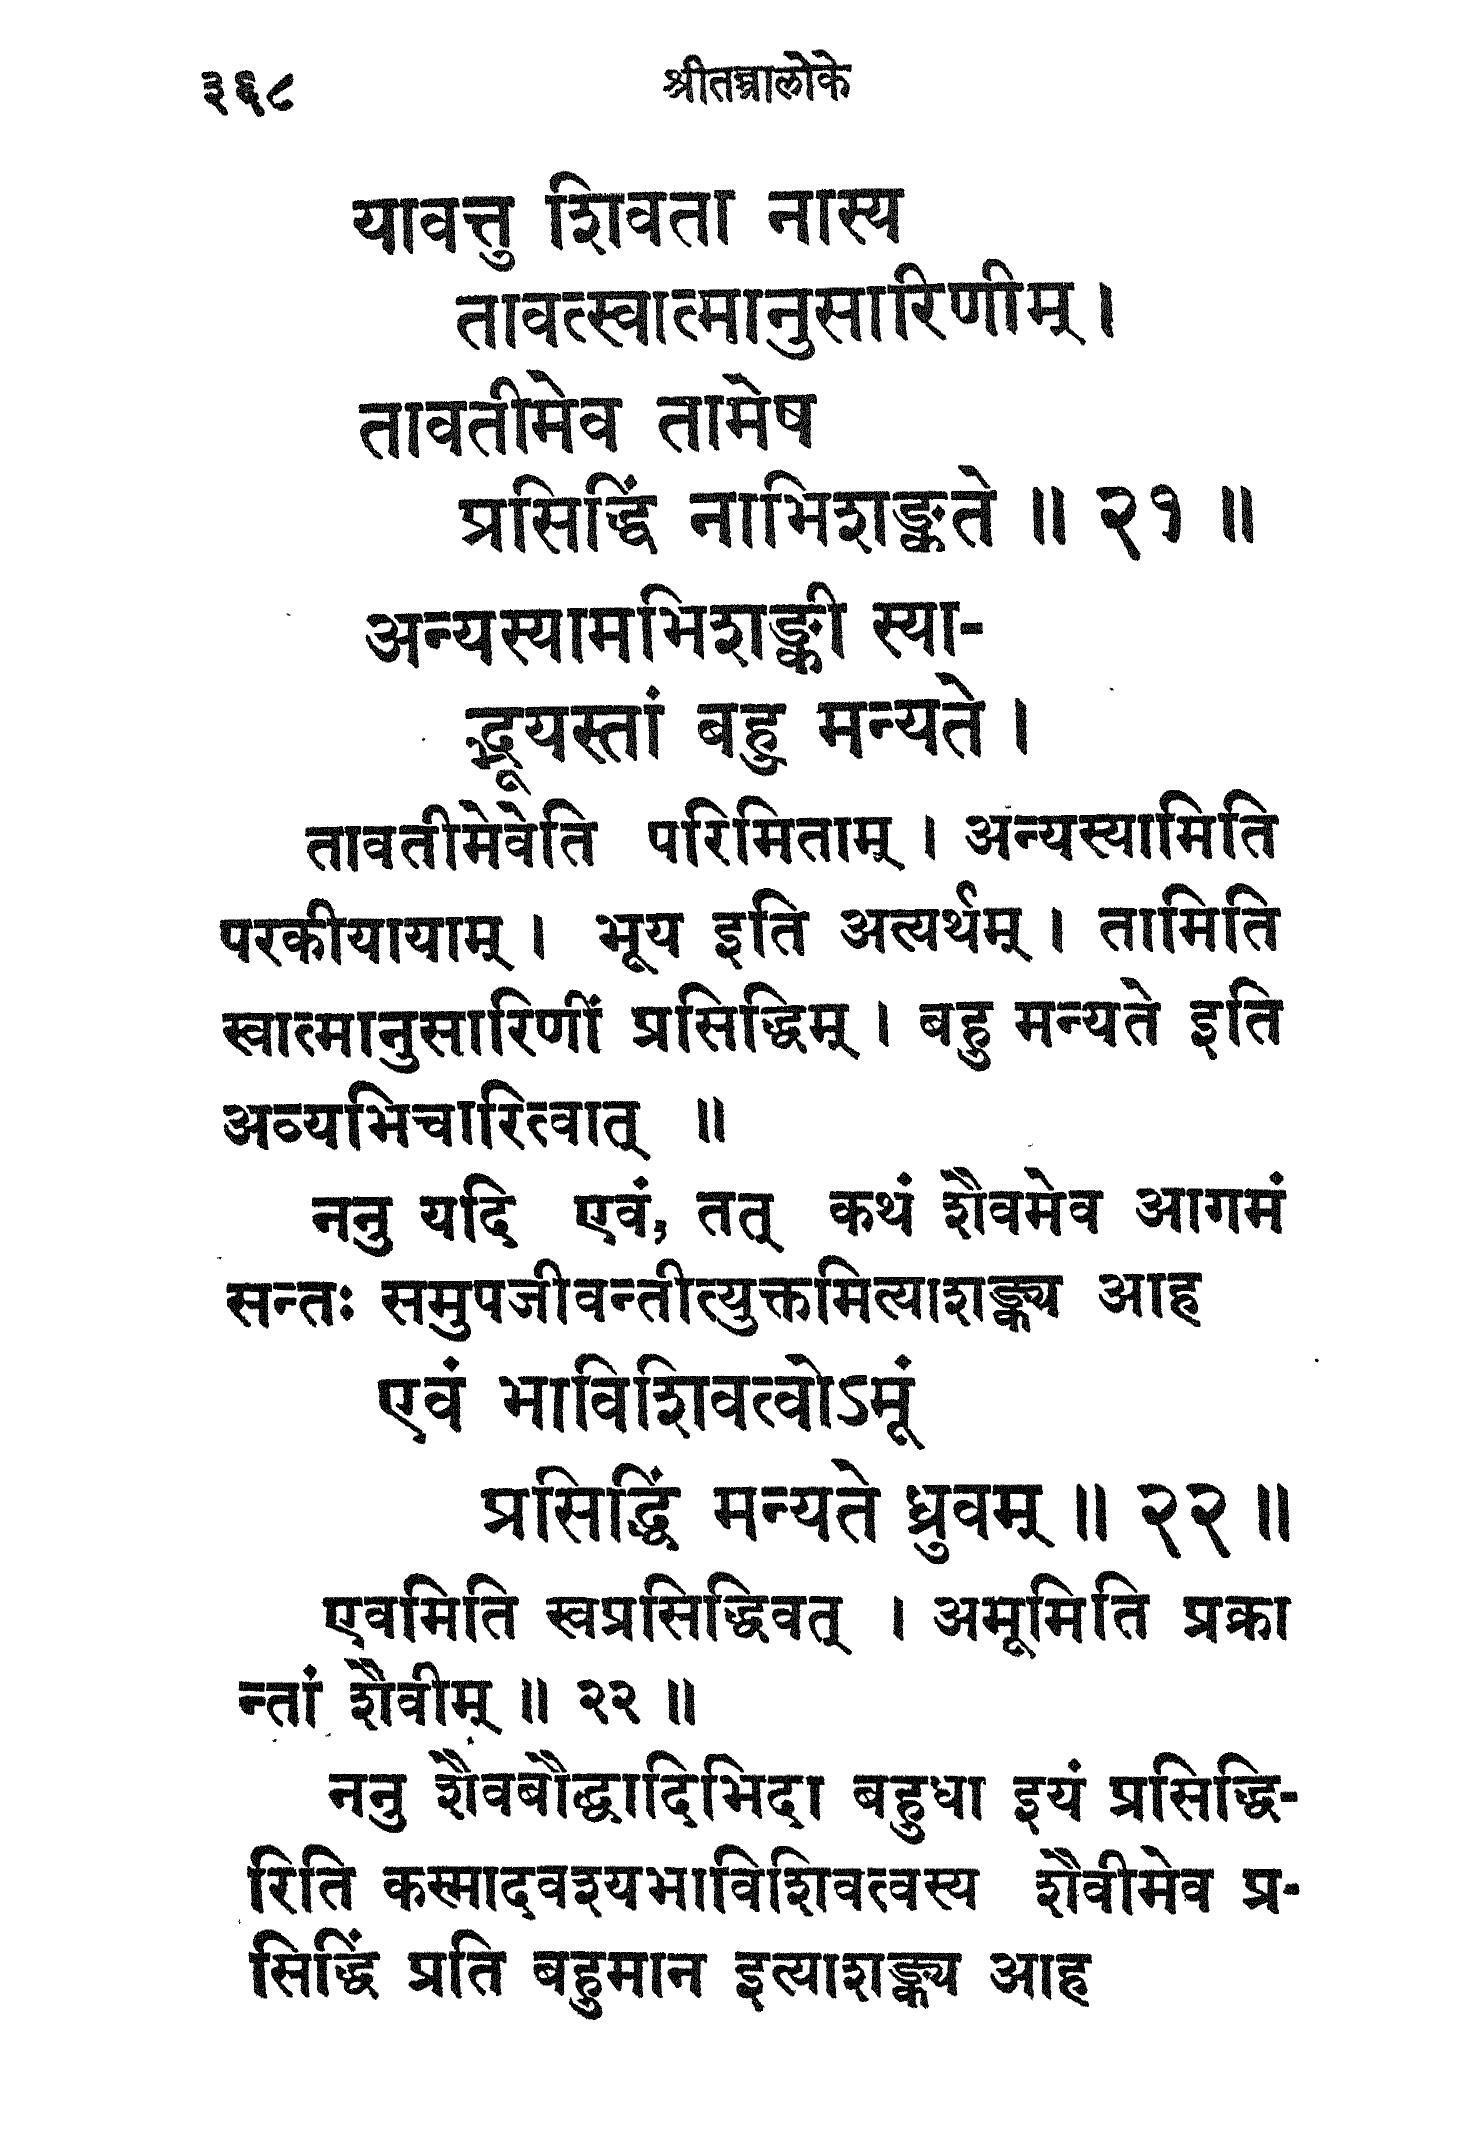 ३६८ श्रीतन्त्रालोके
यावत्तु शिवता नास्य
तावत्स्वात्मानुसारिणीम् ।
तावतीमेव तामेष
प्रसिद्धिं नाभिशङ्कते ॥ २१ ॥
अन्यस्यामभिशङ्की स्या-
द्भूयस्तां बहु मन्यते ।
तावतीमेवेति परिमिताम् । अन्यस्यामिति
परकीयायाम् । भूय इति अत्यर्थम् । तामिति
स्वात्मानुसारिणीं प्रसिद्धिम् । बहु मन्यते इति
अव्यभिचारित्वात् ॥
ननु यदि एवं, तत् कथं शैवमेव आगमं
सन्तः समुपजीवन्तीत्युक्तमित्याशङ्क्य आह
एवं भाविशिवत्वोऽमूं
प्रसिद्धिं मन्यते ध्रुवम् ॥ २२ ॥
एवमिति स्वप्रसिद्धिवत् । अमूमिति प्रक्रा
न्तां शैवीम् ॥ २२ ॥
ननु शैवबौद्धादिभिदा बहुधा इयं प्रसिद्धि-
रिति कस्मादवश्यभाविशिवत्वस्य शैवीमेव प्र-
सिद्धिं प्रति बहुमान इत्याशङ्क्य आह